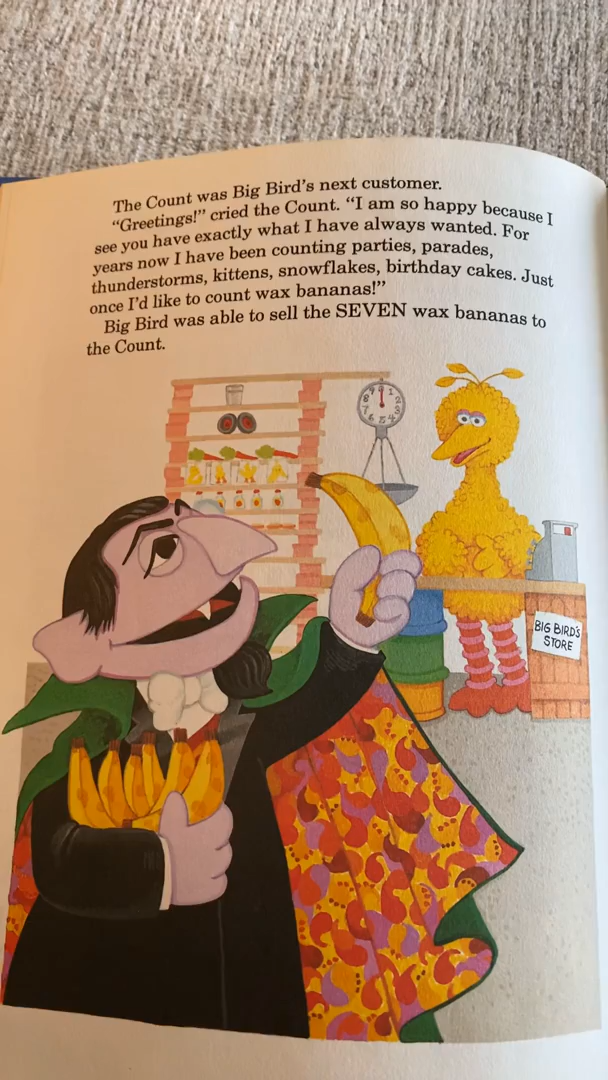 The Count was Big Bird's next customer.
"Greetings!" cried the Count. "I am so happy because I
see you have exactly what I have always wanted. For
years now I have been counting parties, parades,
thunderstorms, kittens, snowflakes, birthday cakes. Just
once I'd like to count wax bananas!"
Big Bird was able to sell the SEVEN wax bananas to
the Count.
BIG BIRD'S
STORE